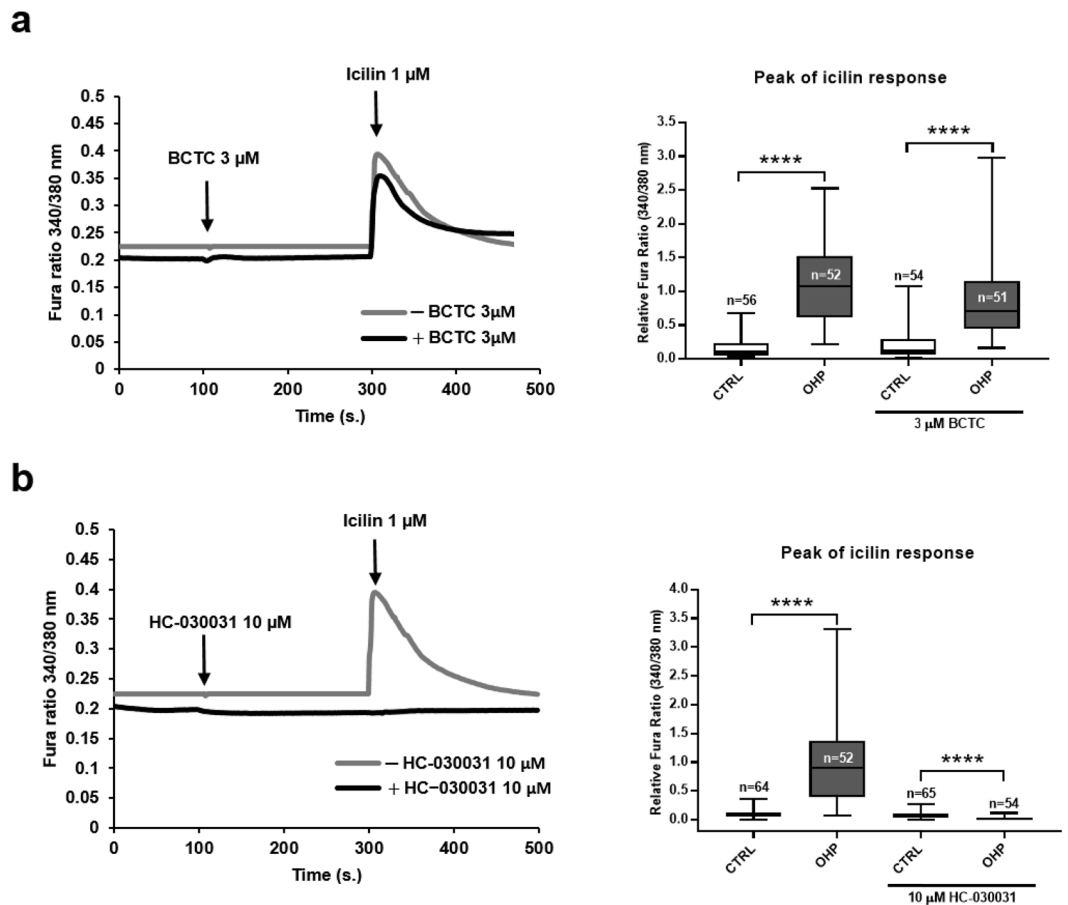 a
Icilin 1 µM
BCTC 3 µM
Fura ratio 340/380 nm
0.5
0.45
0.4
0.35
0.3
0.25
0.2
0.15
0.1
0.05
0
– BCTC 3µM
+ BCTC 3µM
0 100 200 300 400 500
Time (s.)
Peak of icilin response
Relative Fura Ratio (340/380 nm)
3.5
3.0
2.5
2.0
1.5
1.0
0.5
0.0
****
****
n=56
n=52
n=54
n=51
CTRL OHP CTRL OHP
3 µM BCTC
b
Icilin 1 µM
HC-030031 10 µM
Fura ratio 340/380 nm
0.5
0.45
0.4
0.35
0.3
0.25
0.2
0.15
0.1
0.05
0
– HC-030031 10 µM
+ HC–030031 10 µM
0 100 200 300 400 500
Time (s.)
Peak of icilin response
Relative Fura Ratio (340/380 nm)
4.0
3.5
3.0
2.5
2.0
1.5
1.0
0.5
0.0
****
****
n=64
n=52
n=65
n=54
CTRL OHP CTRL OHP
10 µM HC-030031